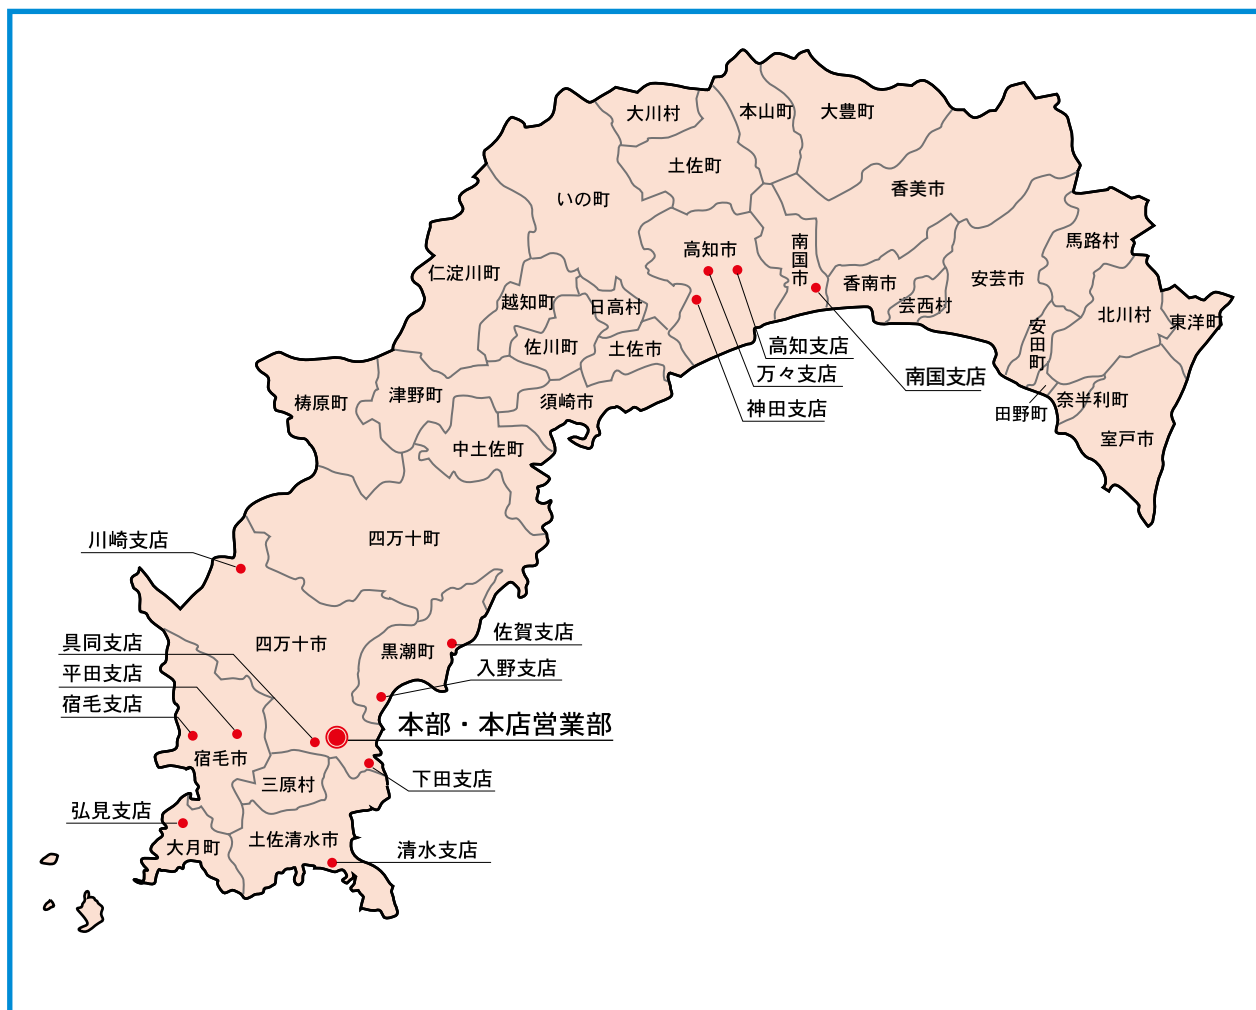 大川村
本山町
大豊町
土佐町
香美市
いの町
馬路村
高知市
南国市
仁淀川町
香南市
安芸市
越知町
日高村
芸西村
北川村
東洋町
安田町
佐川町
土佐市
高知支店
万々支店
南国支店
津野町
梼原町
須崎市
神田支店
田野町
奈半利町
室戸市
中土佐町
四万十町
川崎支店
具同支店
四万十市
黒潮町
佐賀支店
入野支店
平田支店
宿毛支店
本部・本店営業部
宿毛市
三原村
下田支店
弘見支店
大月町
土佐清水市
清水支店